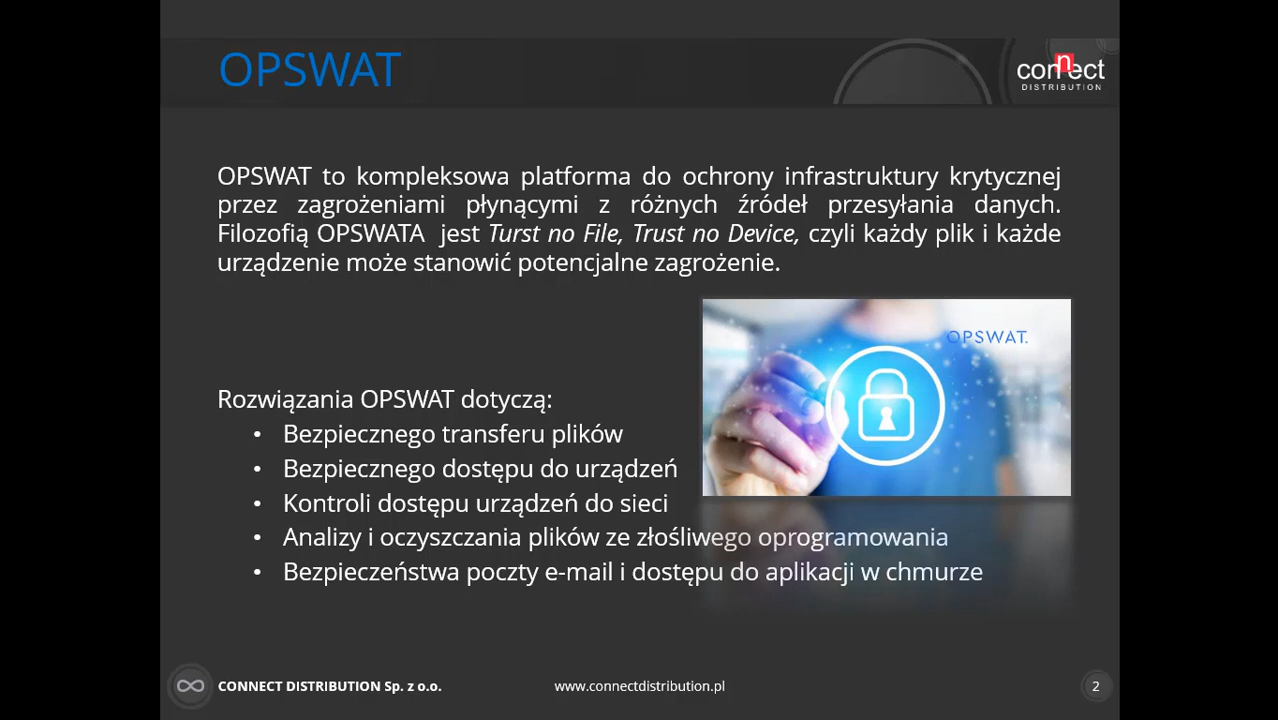 OPSWAT
connect
DISTRIBUTION
OPSWAT to kompleksowa platforma do ochrony infrastruktury krytycznej
przez zagrożeniami płynącymi z różnych źródeł przesyłania danych.
Filozofią OPSWATA jest Turst no File, Trust no Device, czyli każdy plik i każde
urządzenie może stanowić potencjalne zagrożenie.
OPSWAT.
Rozwiązania OPSWAT dotyczą:
• Bezpiecznego transferu plików
• Bezpiecznego dostępu do urządzeń
• Kontroli dostępu urządzeń do sieci
• Analizy i oczyszczania plików ze złośliwego oprogramowania
• Bezpieczeństwa poczty e-mail i dostępu do aplikacji w chmurze
CONNECT DISTRIBUTION Sp. z o.o.
www.connectdistribution.pl
2